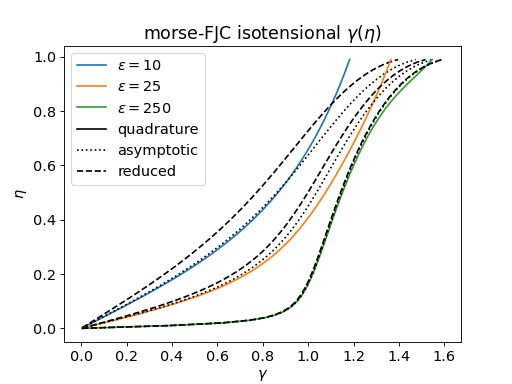 morse-FJC isotensional γ(η)
1.0
0.8
0.6
0.4
0.2
0.0
η
ε = 10
ε = 25
ε = 250
quadrature
asymptotic
reduced
0.0 0.2 0.4 0.6 0.8 1.0 1.2 1.4 1.6
γ